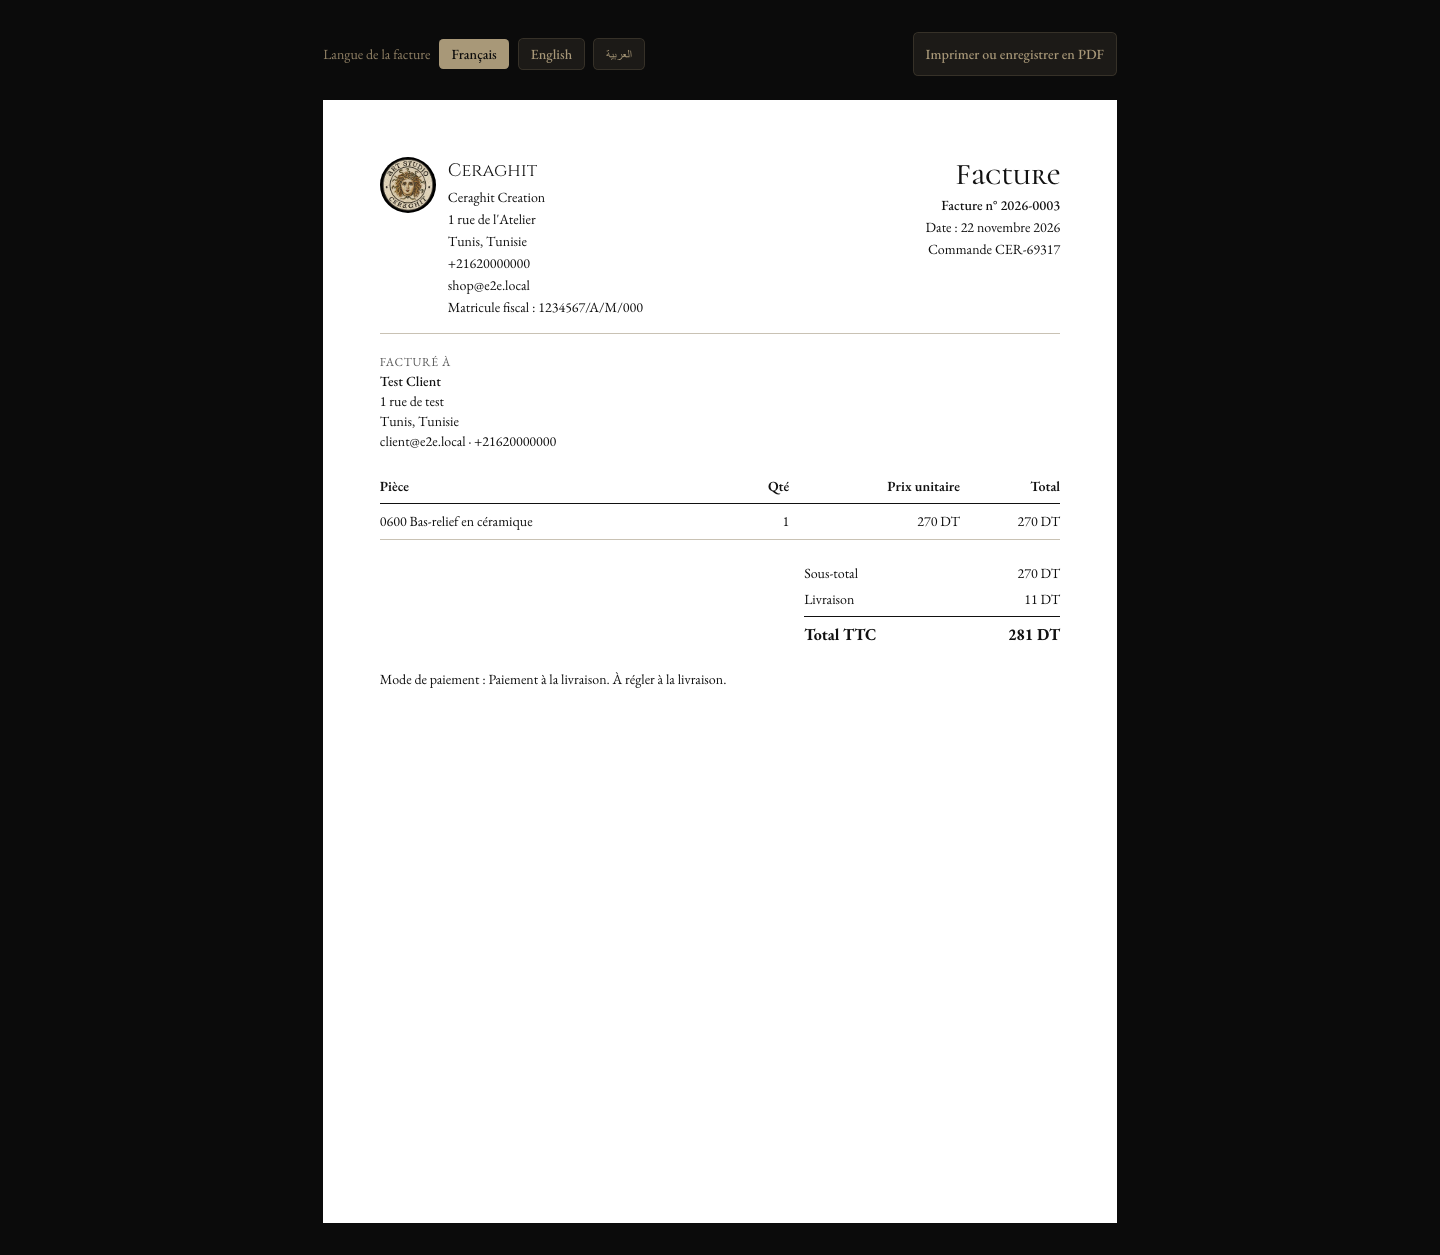 Langue de la facture Français English العربية Imprimer ou enregistrer en PDF
ART STUDIO
CERAGHIT
Ceraghit
Ceraghit Creation
1 rue de l'Atelier
Tunis, Tunisie
+21620000000
shop@e2e.local
Matricule fiscal : 1234567/A/M/000
Facture
Facture n° 2026-0003
Date : 22 novembre 2026
Commande CER-69317
FACTURÉ À
Test Client
1 rue de test
Tunis, Tunisie
client@e2e.local · +21620000000
Pièce Qté Prix unitaire Total
0600 Bas-relief en céramique 1 270 DT 270 DT
Sous-total 270 DT
Livraison 11 DT
Total TTC 281 DT
Mode de paiement : Paiement à la livraison. À régler à la livraison.